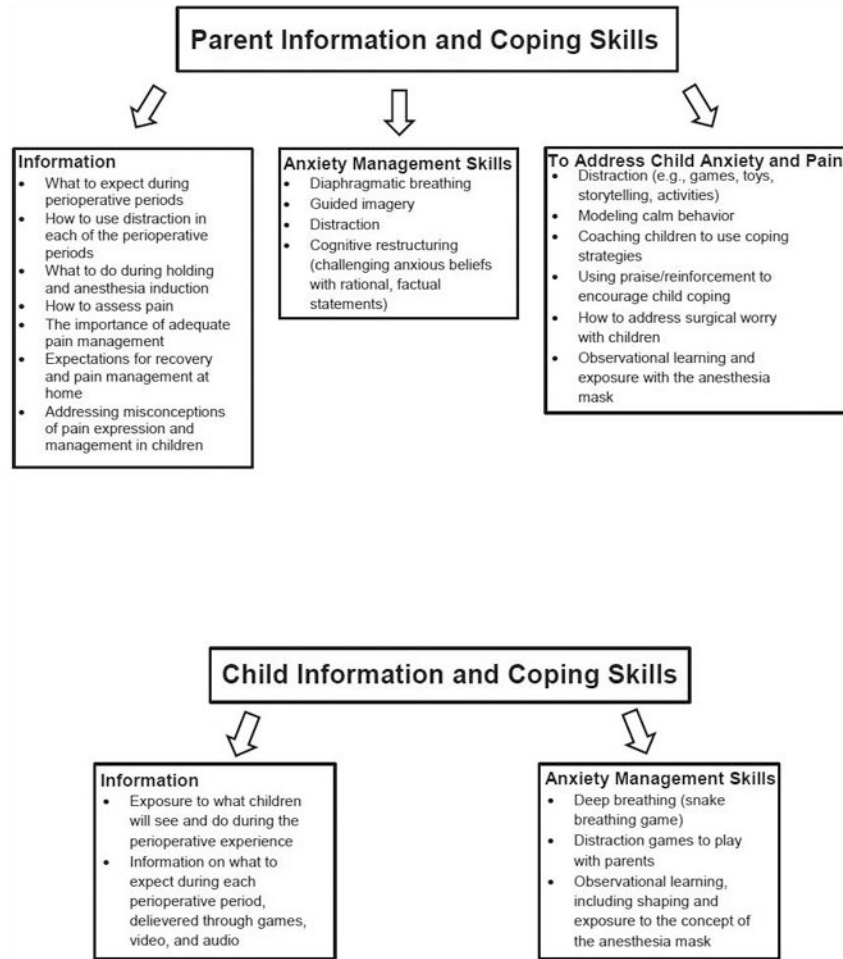 Parent Information and Coping Skills
Information
• What to expect during
perioperative periods
• How to use distraction in
each of the perioperative
periods
• What to do during holding
and anesthesia induction
• How to assess pain
• The importance of adequate
pain management
• Expectations for recovery
and pain management at
home
• Addressing misconceptions
of pain expression and
management in children
Anxiety Management Skills
• Diaphragmatic breathing
• Guided imagery
• Distraction
• Cognitive restructuring
(challenging anxious beliefs
with rational, factual
statements)
To Address Child Anxiety and Pain
• Distraction (e.g., games, toys,
storytelling, activities)
• Modeling calm behavior
• Coaching children to use coping
strategies
• Using praise/reinforcement to
encourage child coping
• How to address surgical worry
with children
• Observational learning and
exposure with the anesthesia
mask
Child Information and Coping Skills
Information
• Exposure to what children
will see and do during the
perioperative experience
• Information on what to
expect during each
perioperative period,
delievered through games,
video, and audio
Anxiety Management Skills
• Deep breathing (snake
breathing game)
• Distraction games to play
with parents
• Observational learning,
including shaping and
exposure to the concept of
the anesthesia mask